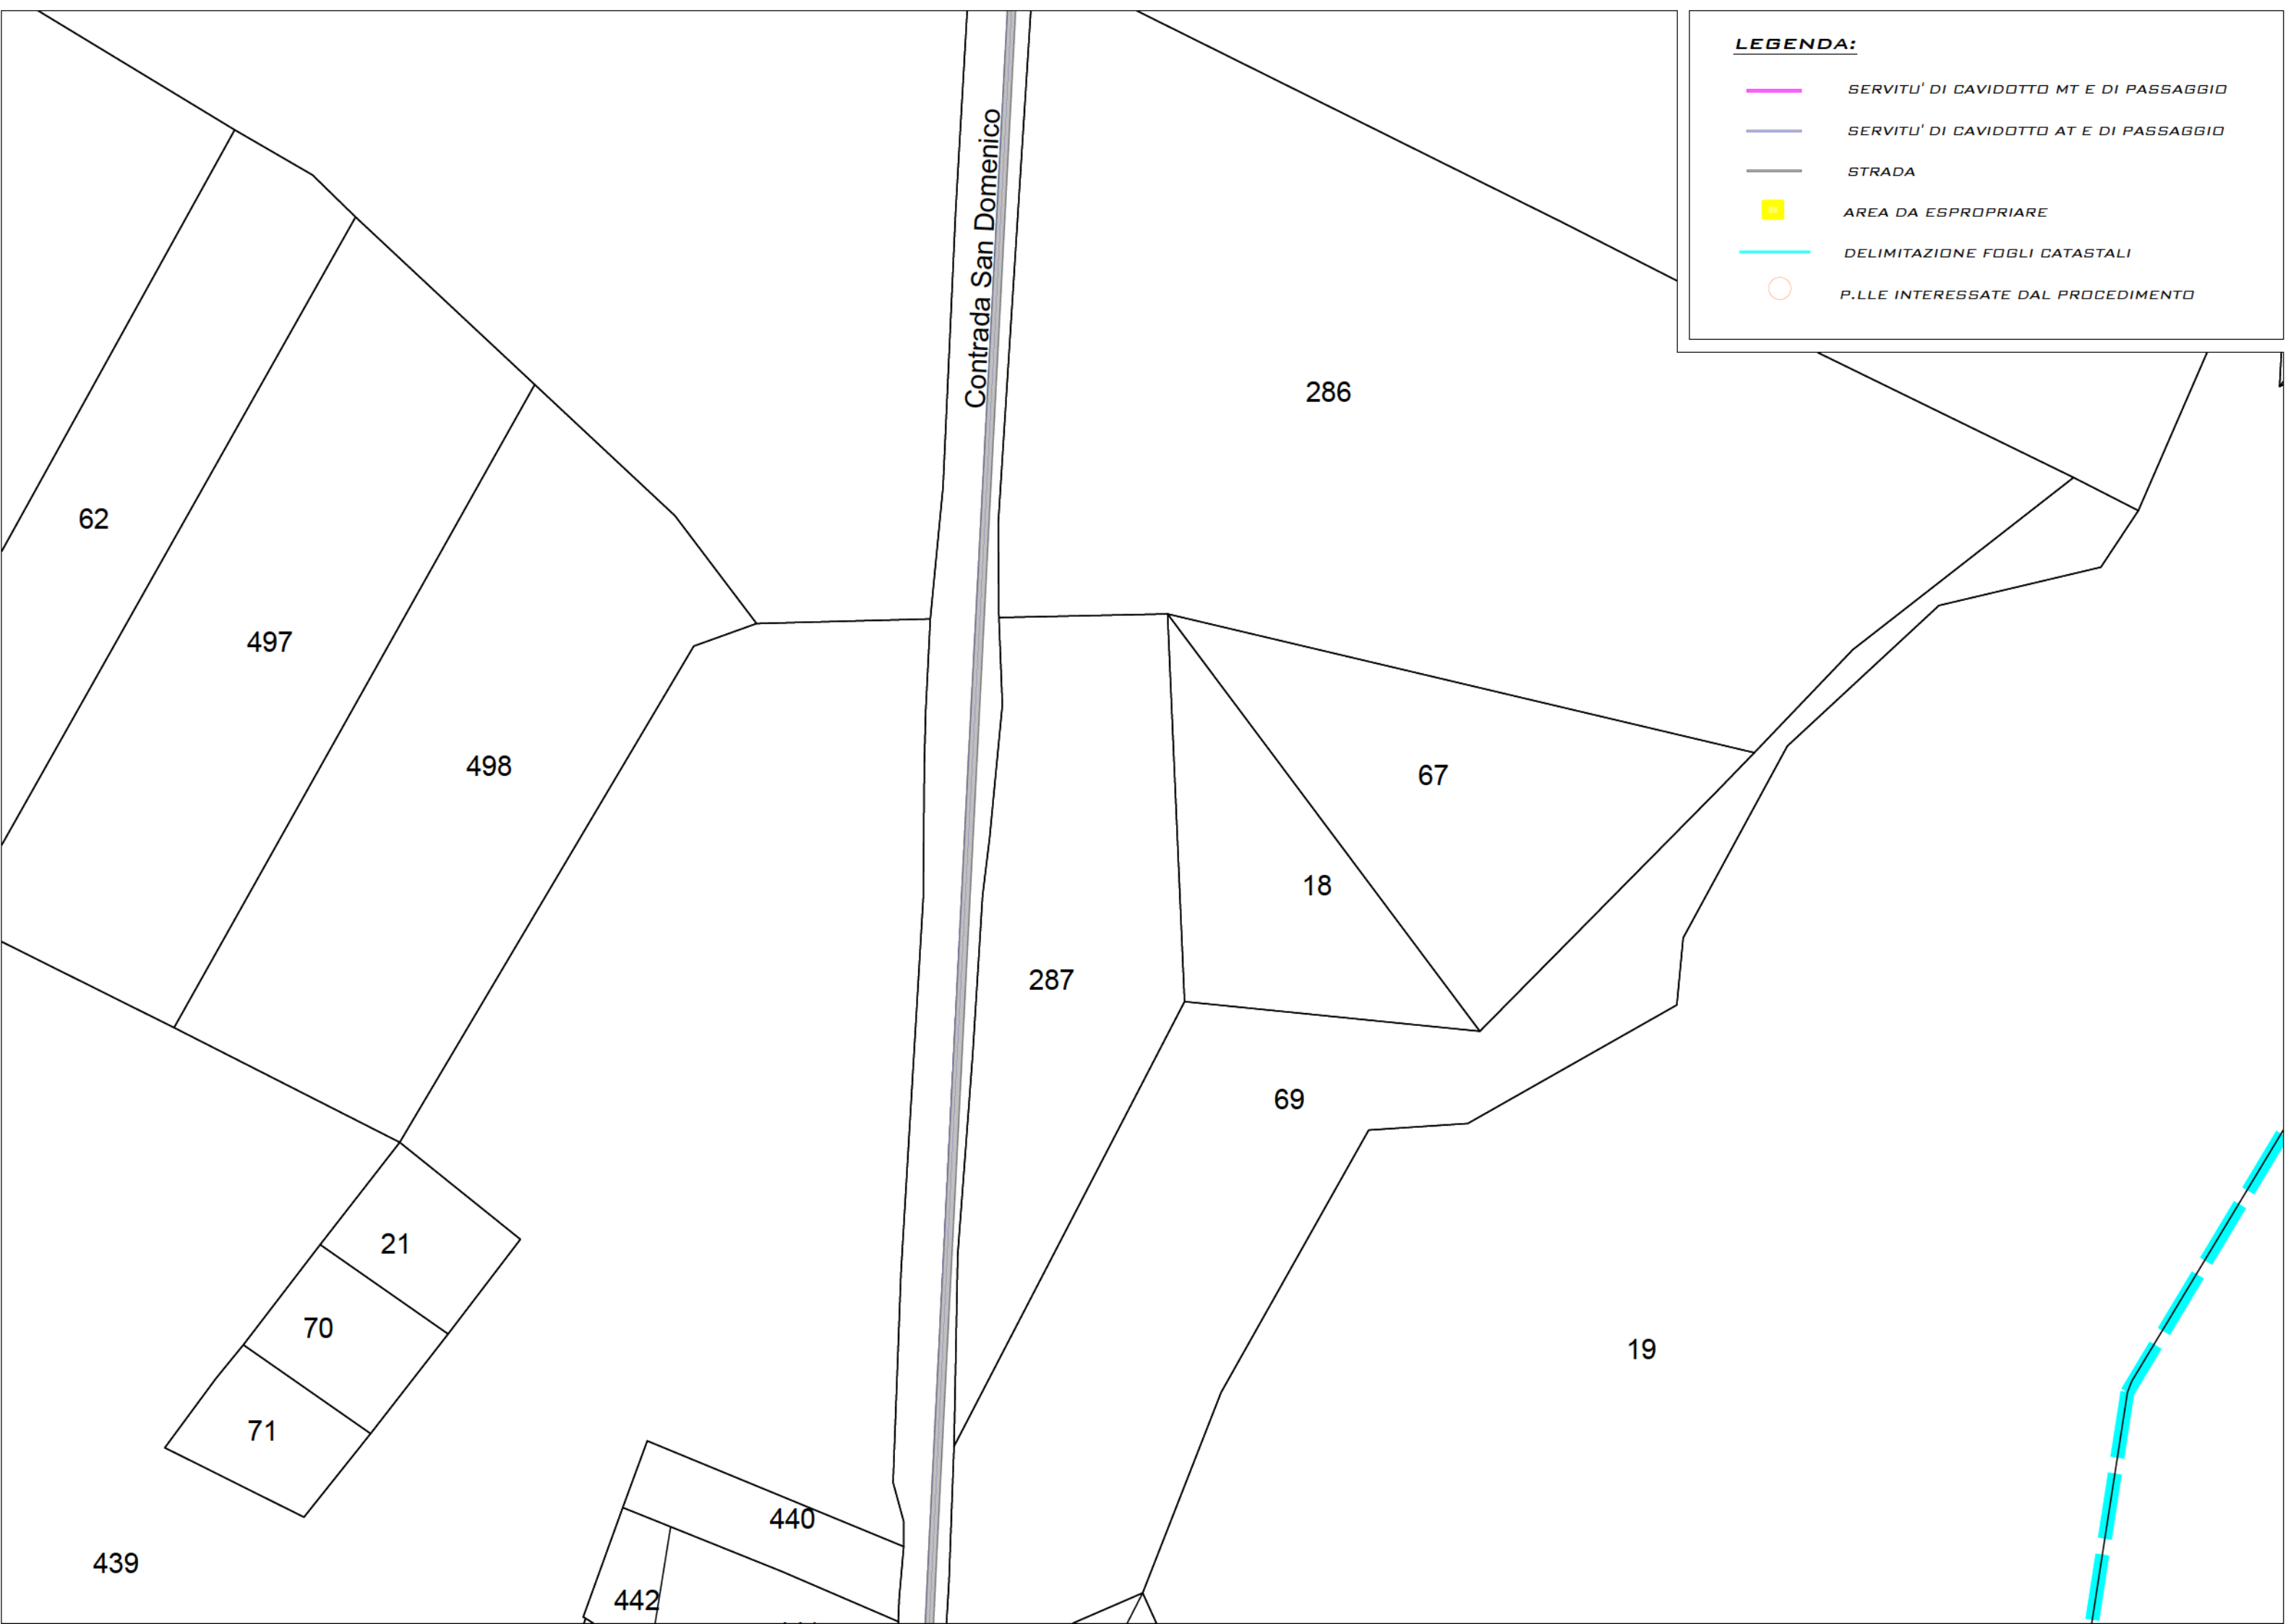 LEGENDA:
SERVITU' DI CAVIDOTTO MT E DI PASSAGGIO
SERVITU' DI CAVIDOTTO AT E DI PASSAGGIO
STRADA
AREA DA ESPROPRIARE
DELIMITAZIONE FOGLI CATASTALI
P.LLE INTERESSATE DAL PROCEDIMENTO
Contrada San Domenico
286
62
497
498
67
18
287
69
21
70
19
71
440
439
442